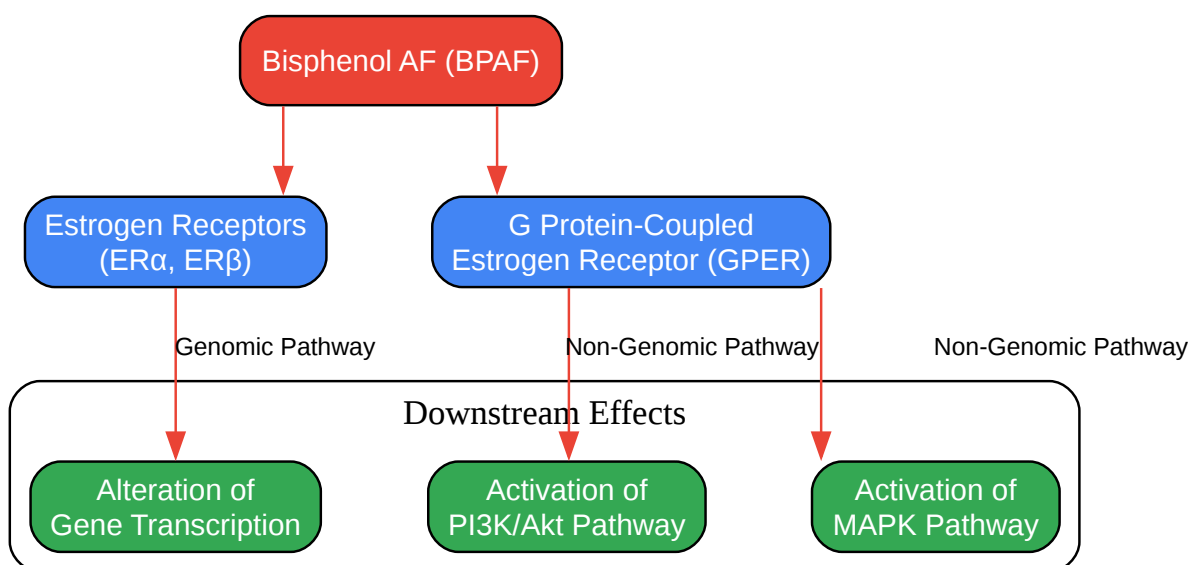 Bisphenol AF (BPAF)
Estrogen Receptors
(ERα, ERβ)
G Protein-Coupled
Estrogen Receptor (GPER)
Genomic Pathway
Non-Genomic Pathway
Non-Genomic Pathway
Downstream Effects
Alteration of
Gene Transcription
Activation of
PI3K/Akt Pathway
Activation of
MAPK Pathway